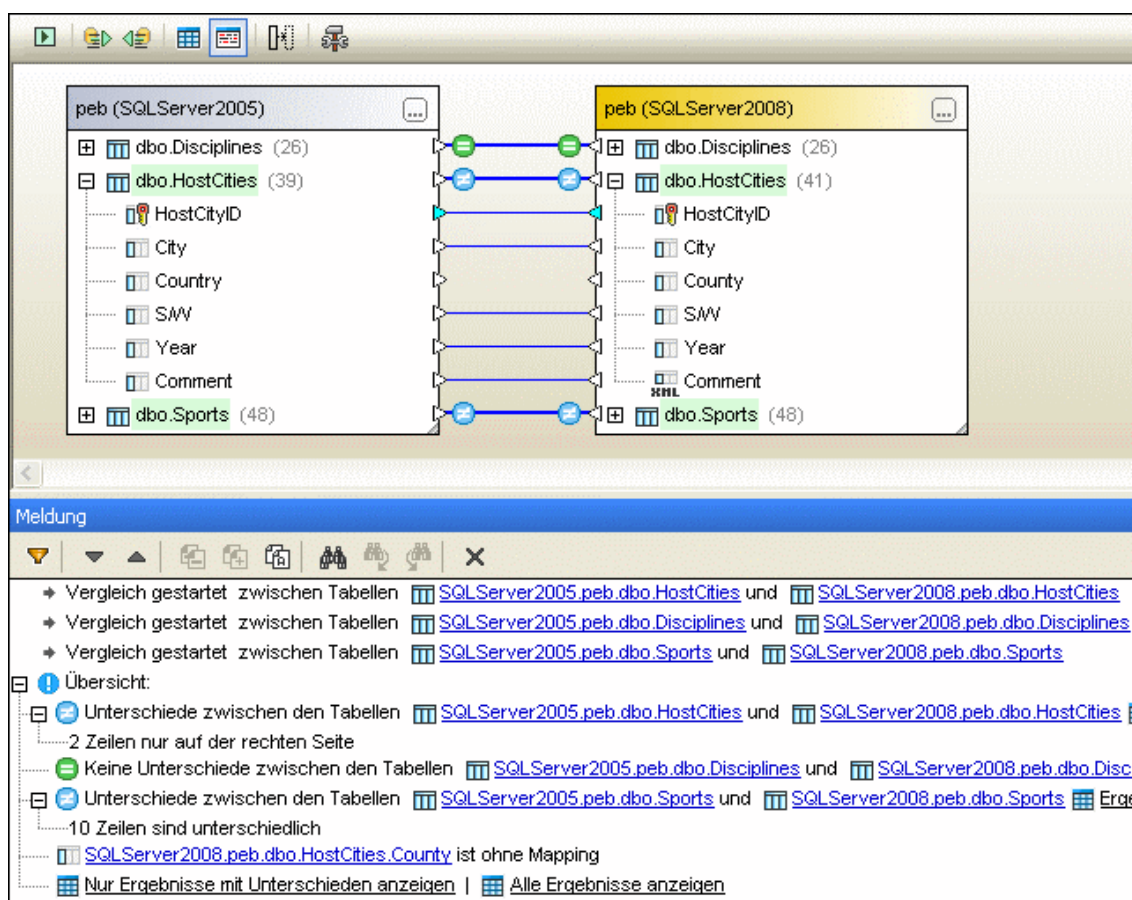 peb (SQLServer2005)
...
peb (SQLServer2008)
...
dbo.Disciplines (26)
dbo.Disciplines (26)
dbo.HostCities (39)
dbo.HostCities (41)
HostCityID
HostCityID
City
City
Country
County
S/W
S/W
Year
Year
Comment
XML Comment
dbo.Sports (48)
dbo.Sports (48)
Meldung
Vergleich gestartet zwischen Tabellen SQLServer2005.peb.dbo.HostCities und SQLServer2008.peb.dbo.HostCities
Vergleich gestartet zwischen Tabellen SQLServer2005.peb.dbo.Disciplines und SQLServer2008.peb.dbo.Disciplines
Vergleich gestartet zwischen Tabellen SQLServer2005.peb.dbo.Sports und SQLServer2008.peb.dbo.Sports
Übersicht:
Unterschiede zwischen den Tabellen SQLServer2005.peb.dbo.HostCities und SQLServer2008.peb.dbo.HostCities
2 Zeilen nur auf der rechten Seite
Keine Unterschiede zwischen den Tabellen SQLServer2005.peb.dbo.Disciplines und SQLServer2008.peb.dbo.Disc
Unterschiede zwischen den Tabellen SQLServer2005.peb.dbo.Sports und SQLServer2008.peb.dbo.Sports Erge
10 Zeilen sind unterschiedlich
SQLServer2008.peb.dbo.HostCities.County ist ohne Mapping
Nur Ergebnisse mit Unterschieden anzeigen | Alle Ergebnisse anzeigen